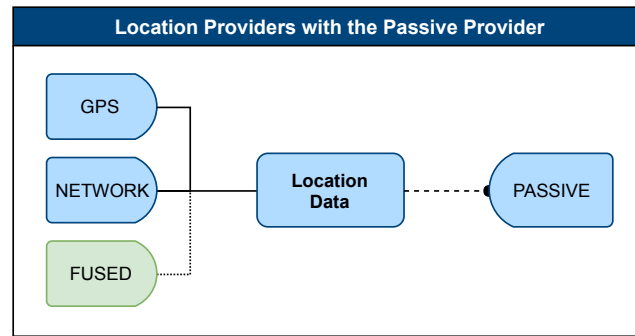 Location Providers with the Passive Provider
GPS
NETWORK
FUSED
Location
Data
PASSIVE